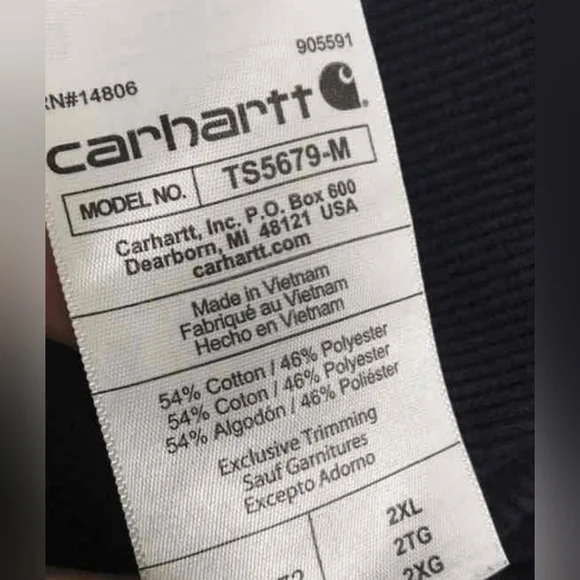 905591
RN#14806
carhartt
MODEL NO. TS5679-M
Carhartt, Inc. P.O. Box 600
Dearborn, MI 48121 USA
carhartt.com
Made in Vietnam
Fabriqué au Vietnam
Hecho en Vietnam
54% Cotton / 46% Polyester
54% Coton / 46% Polyester
54% Algodón / 46% Poliéster
Exclusive Trimming
Sauf Garnitures
Excepto Adorno
2XL
2TG
2XG